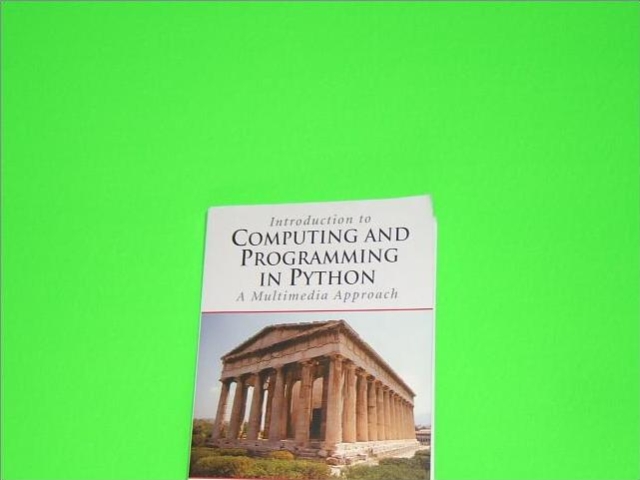 Introduction to
COMPUTING AND
PROGRAMMING
IN PYTHON
A Multimedia Approach